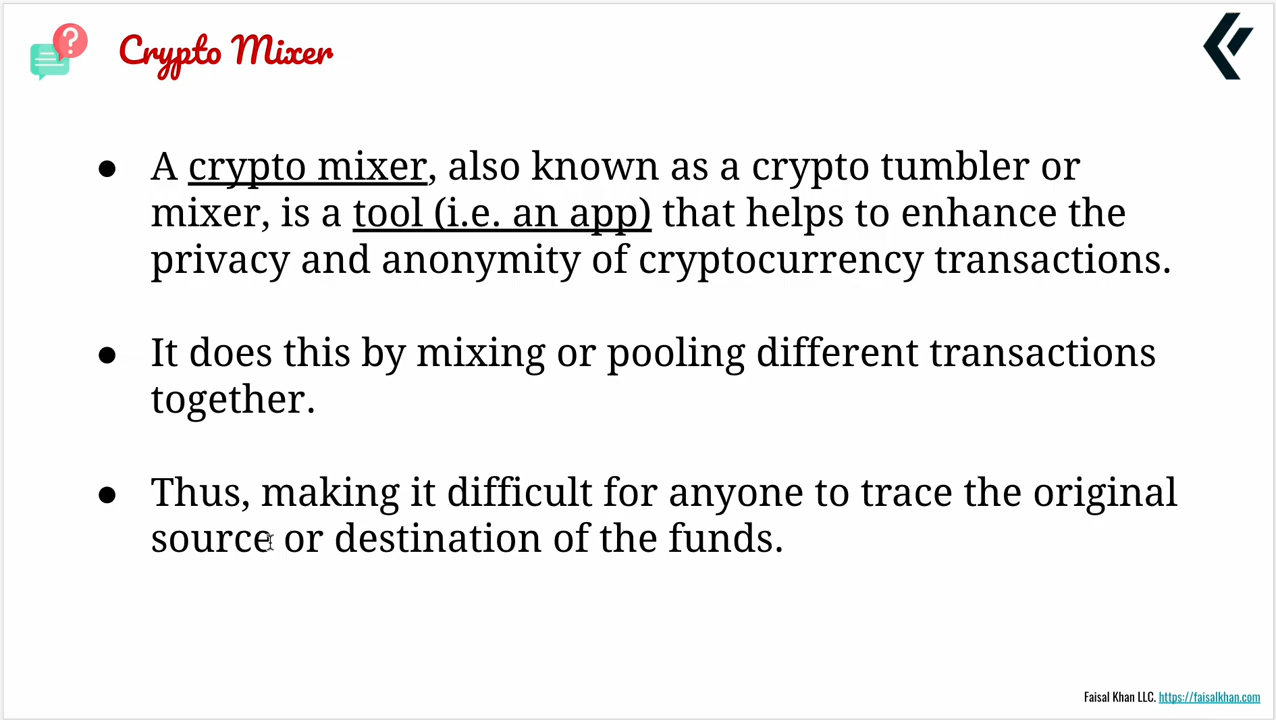 Crypto Mixer
● A crypto mixer, also known as a crypto tumbler or
mixer, is a tool (i.e. an app) that helps to enhance the
privacy and anonymity of cryptocurrency transactions.
● It does this by mixing or pooling different transactions
together.
● Thus, making it difficult for anyone to trace the original
source or destination of the funds.
Faisal Khan LLC. https://faisalkhan.com